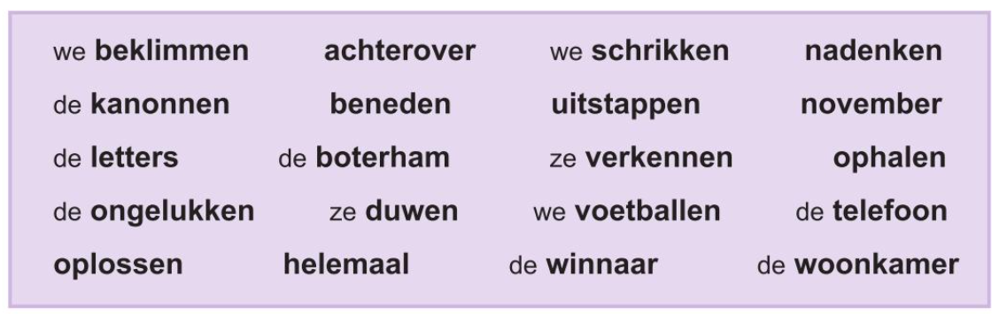 we beklimmen achterover we schrikken nadenken
de kanonnen beneden uitstappen november
de letters de boterham ze verkennen ophalen
de ongelukken ze duwen we voetballen de telefoon
oplossen helemaal de winnaar de woonkamer